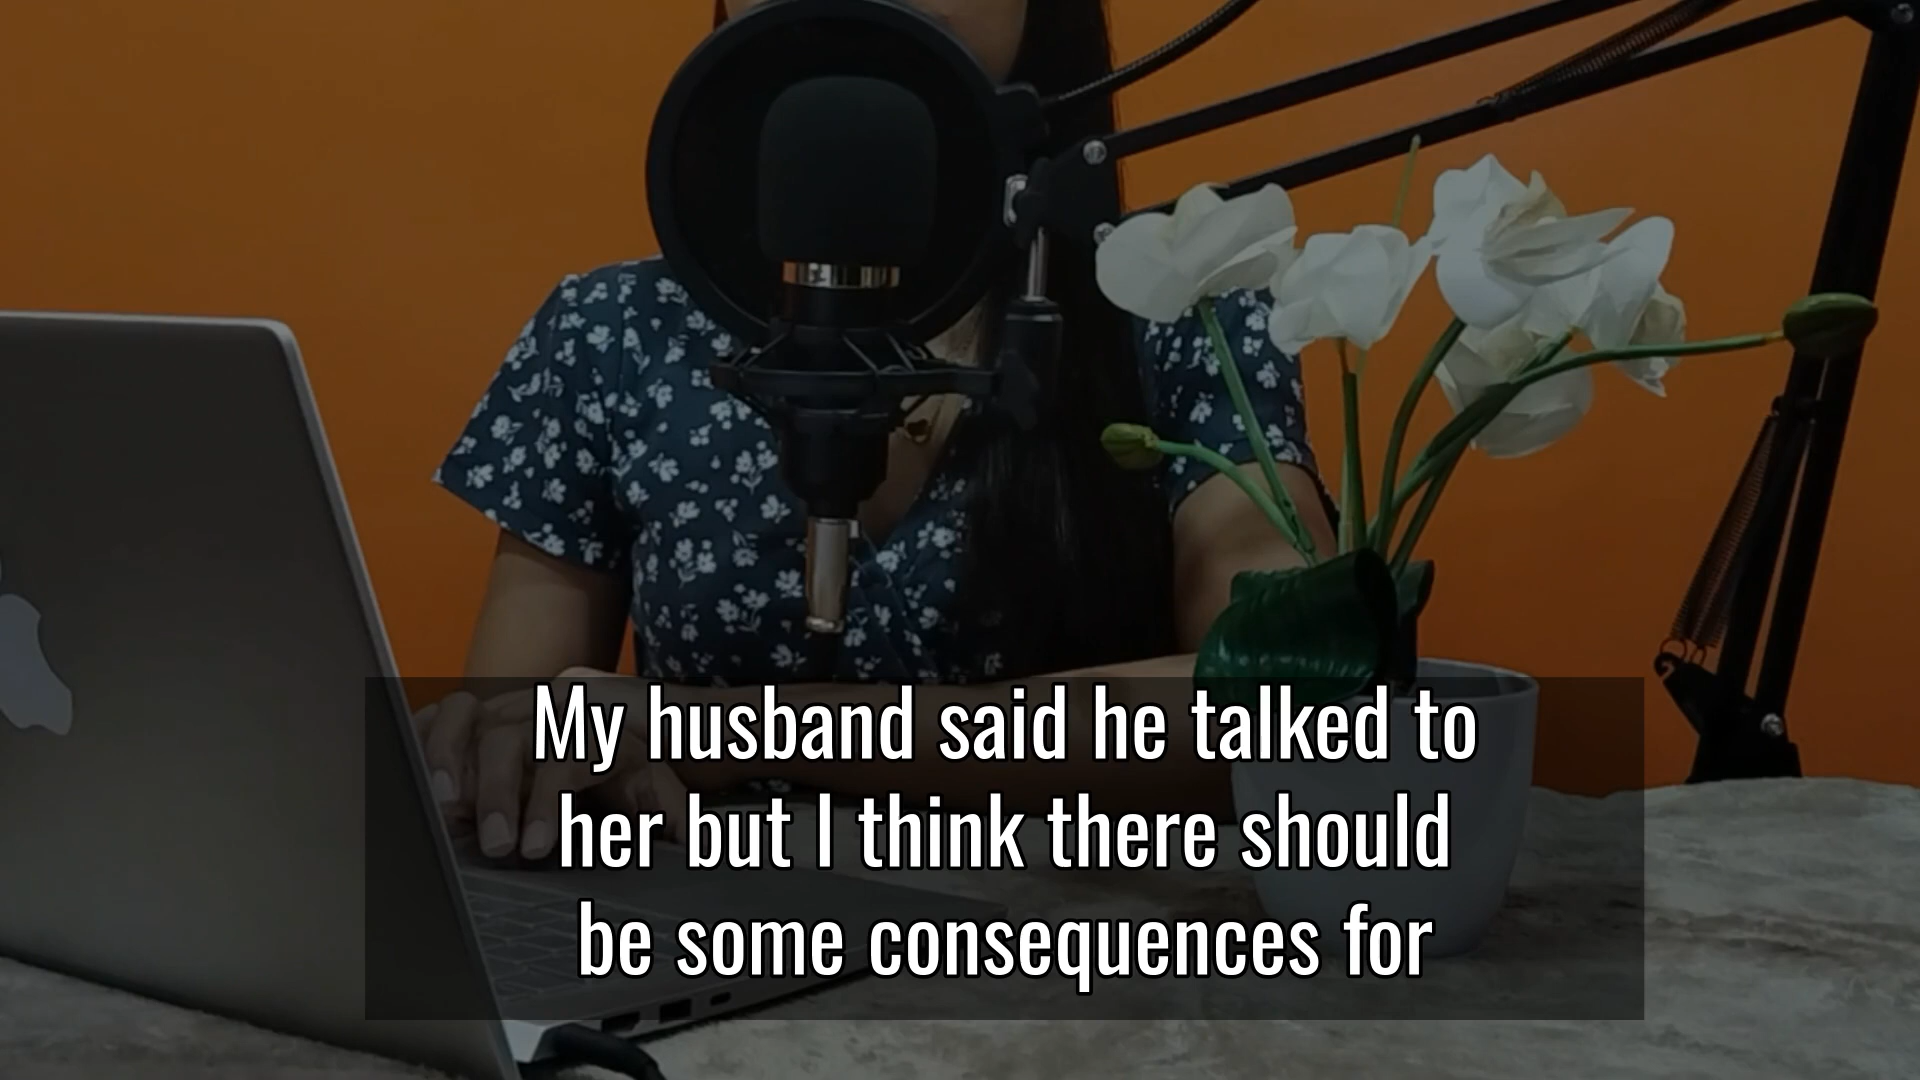 My husband said he talked to
her but I think there should
be some consequences for